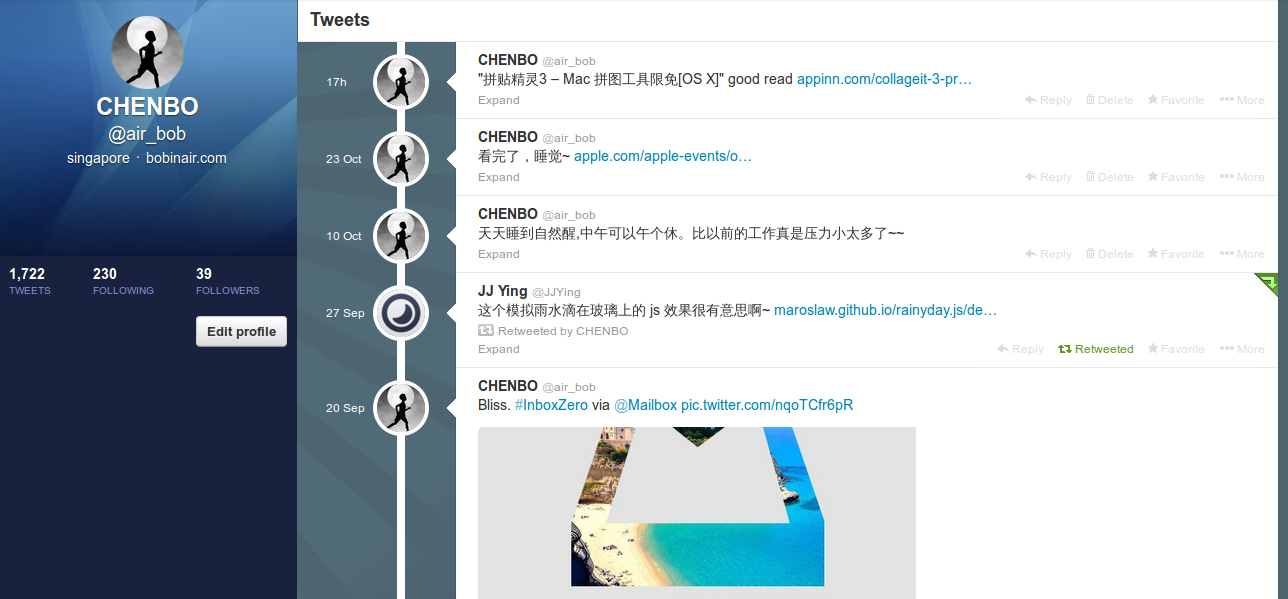 CHENBO
@air_bob
singapore · bobinair.com
1,722
TWEETS
230
FOLLOWING
39
FOLLOWERS
Edit profile
Tweets
17h
CHENBO @air_bob
"拼贴精灵3 – Mac 拼图工具限免[OS X]" good read appinn.com/collageit-3-pr…
Expand
Reply Delete Favorite More
23 Oct
CHENBO @air_bob
看完了，睡觉~ apple.com/apple-events/o…
Expand
Reply Delete Favorite More
10 Oct
CHENBO @air_bob
天天睡到自然醒,中午可以午个休。比以前的工作真是压力小太多了~~
Expand
Reply Delete Favorite More
27 Sep
JJ Ying @JJYing
这个模拟雨水滴在玻璃上的 js 效果很有意思啊~ maroslaw.github.io/rainyday.js/de…
Retweeted by CHENBO
Expand
Reply Retweeted Favorite More
20 Sep
CHENBO @air_bob
Bliss. #InboxZero via @Mailbox pic.twitter.com/nqoTCfr6pR